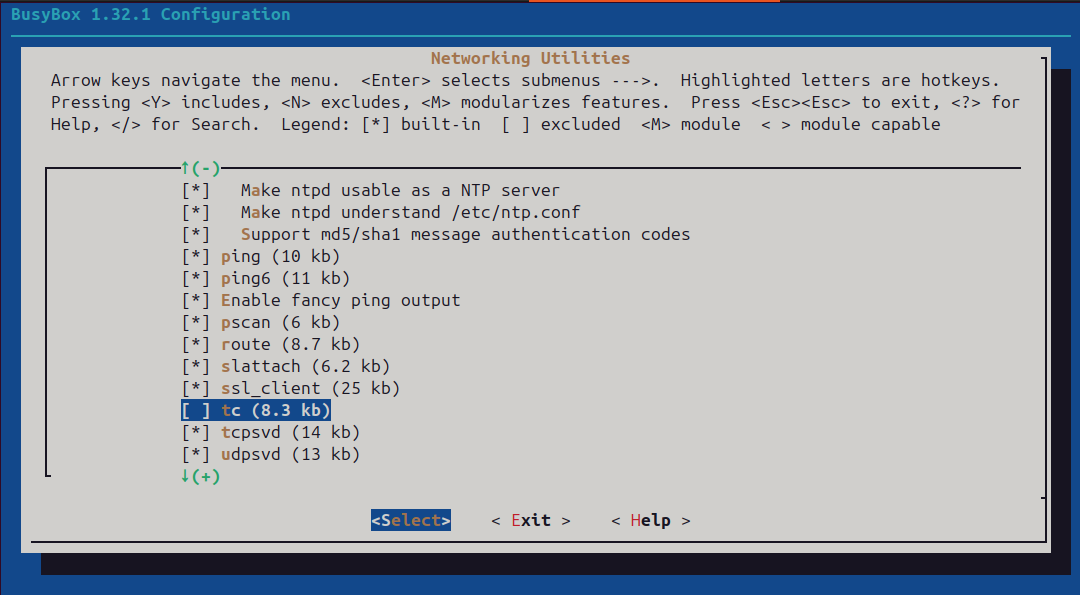 BusyBox 1.32.1 Configuration
Networking Utilities
Arrow keys navigate the menu.  <Enter> selects submenus --->.  Highlighted letters are hotkeys.
Pressing <Y> includes, <N> excludes, <M> modularizes features.  Press <Esc><Esc> to exit, <?> for
Help, </> for Search.  Legend: [*] built-in  [ ] excluded  <M> module  < > module capable
↑(-)
[*]   Make ntpd usable as a NTP server
[*]   Make ntpd understand /etc/ntp.conf
[*]   Support md5/sha1 message authentication codes
[*] ping (10 kb)
[*] ping6 (11 kb)
[*] Enable fancy ping output
[*] pscan (6 kb)
[*] route (8.7 kb)
[*] slattach (6.2 kb)
[*] ssl_client (25 kb)
[ ] tc (8.3 kb)
[*] tcpsvd (14 kb)
[*] udpsvd (13 kb)
↓(+)
<Select>    < Exit >    < Help >